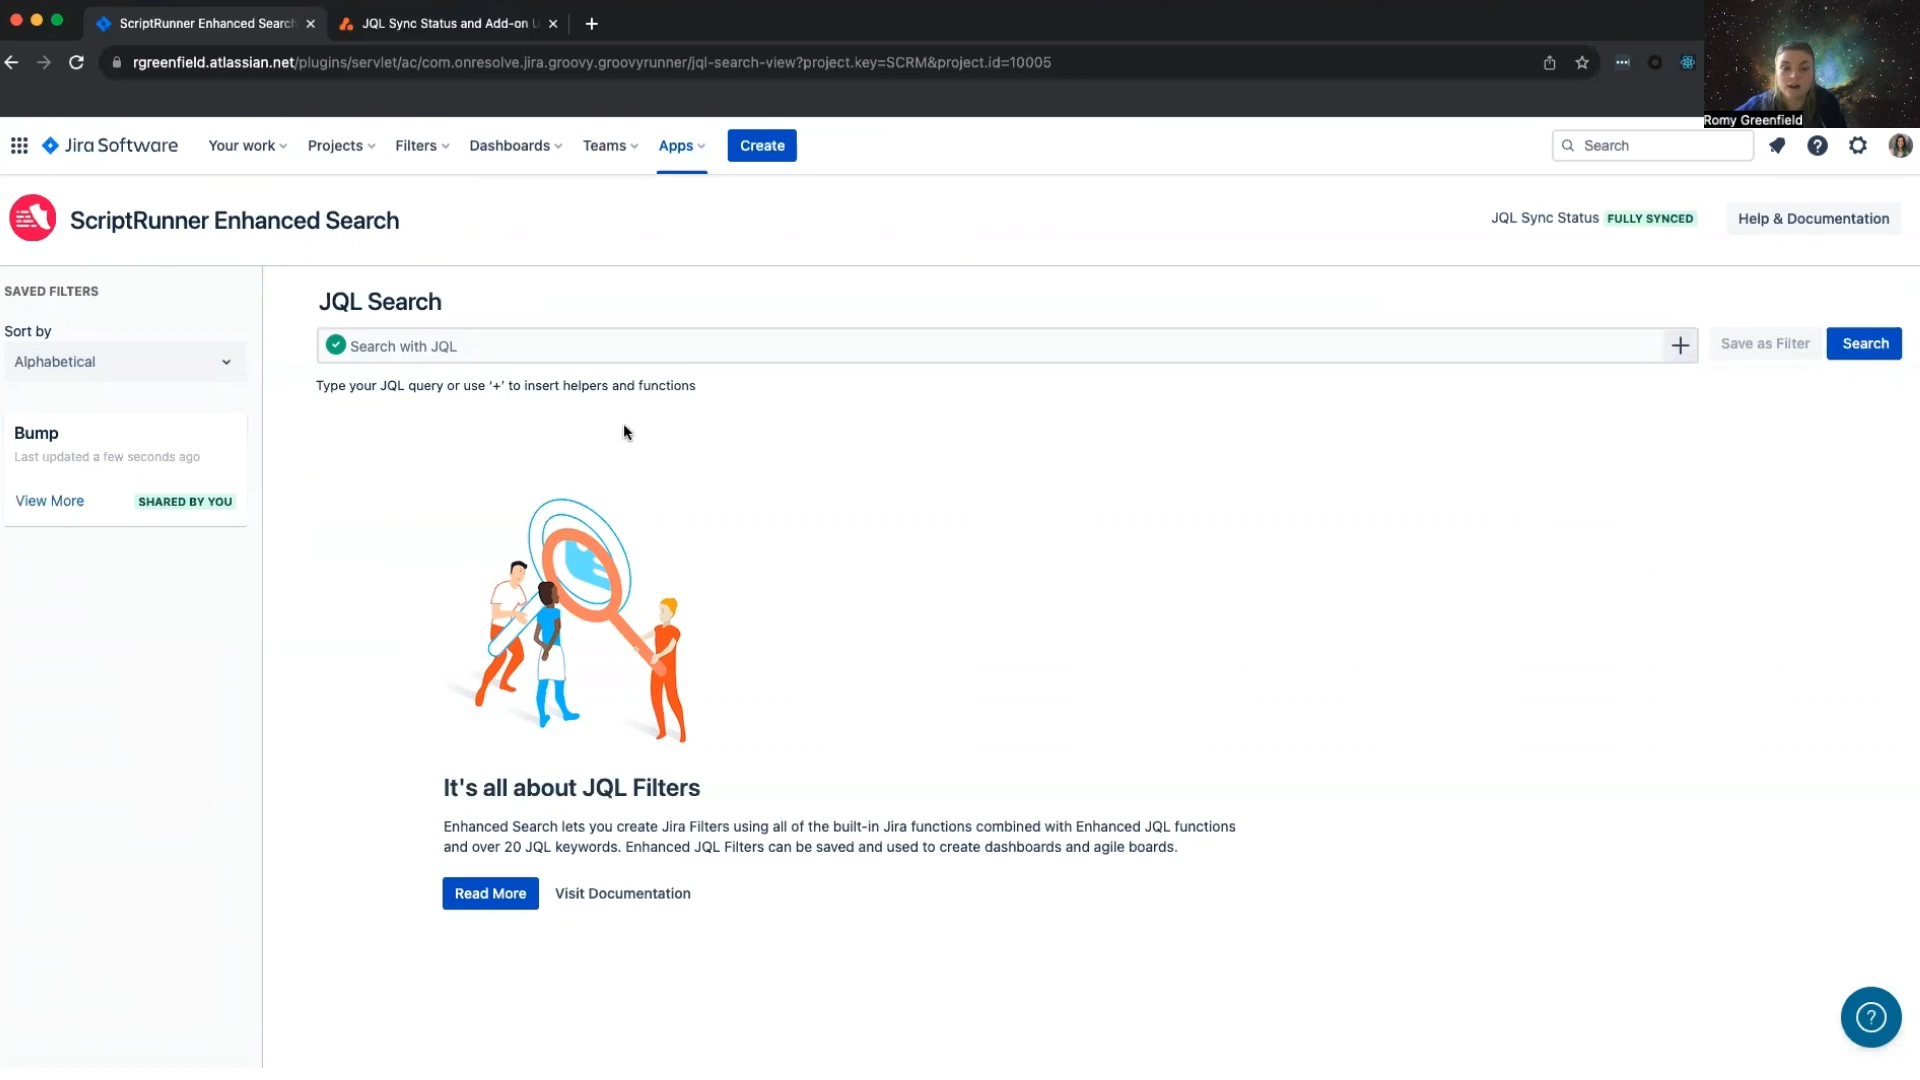 ScriptRunner Enhanced Search
JQL Sync Status and Add-on
rgreenfield.atlassian.net/plugins/servlet/ac/com.onresolve.jira.groovy.groovyrunner/jql-search-view?project.key=SCRM&project.id=10005
Romy Greenfield
Jira Software
Your work
Projects
Filters
Dashboards
Teams
Apps
Create
Search
ScriptRunner Enhanced Search
JQL Sync Status FULLY SYNCED
Help & Documentation
SAVED FILTERS
Sort by
Alphabetical
Bump
Last updated a few seconds ago
View More
SHARED BY YOU
JQL Search
Search with JQL
Save as Filter
Search
Type your JQL query or use '+' to insert helpers and functions
It's all about JQL Filters
Enhanced Search lets you create Jira Filters using all of the built-in Jira functions combined with Enhanced JQL functions
and over 20 JQL keywords. Enhanced JQL Filters can be saved and used to create dashboards and agile boards.
Read More
Visit Documentation